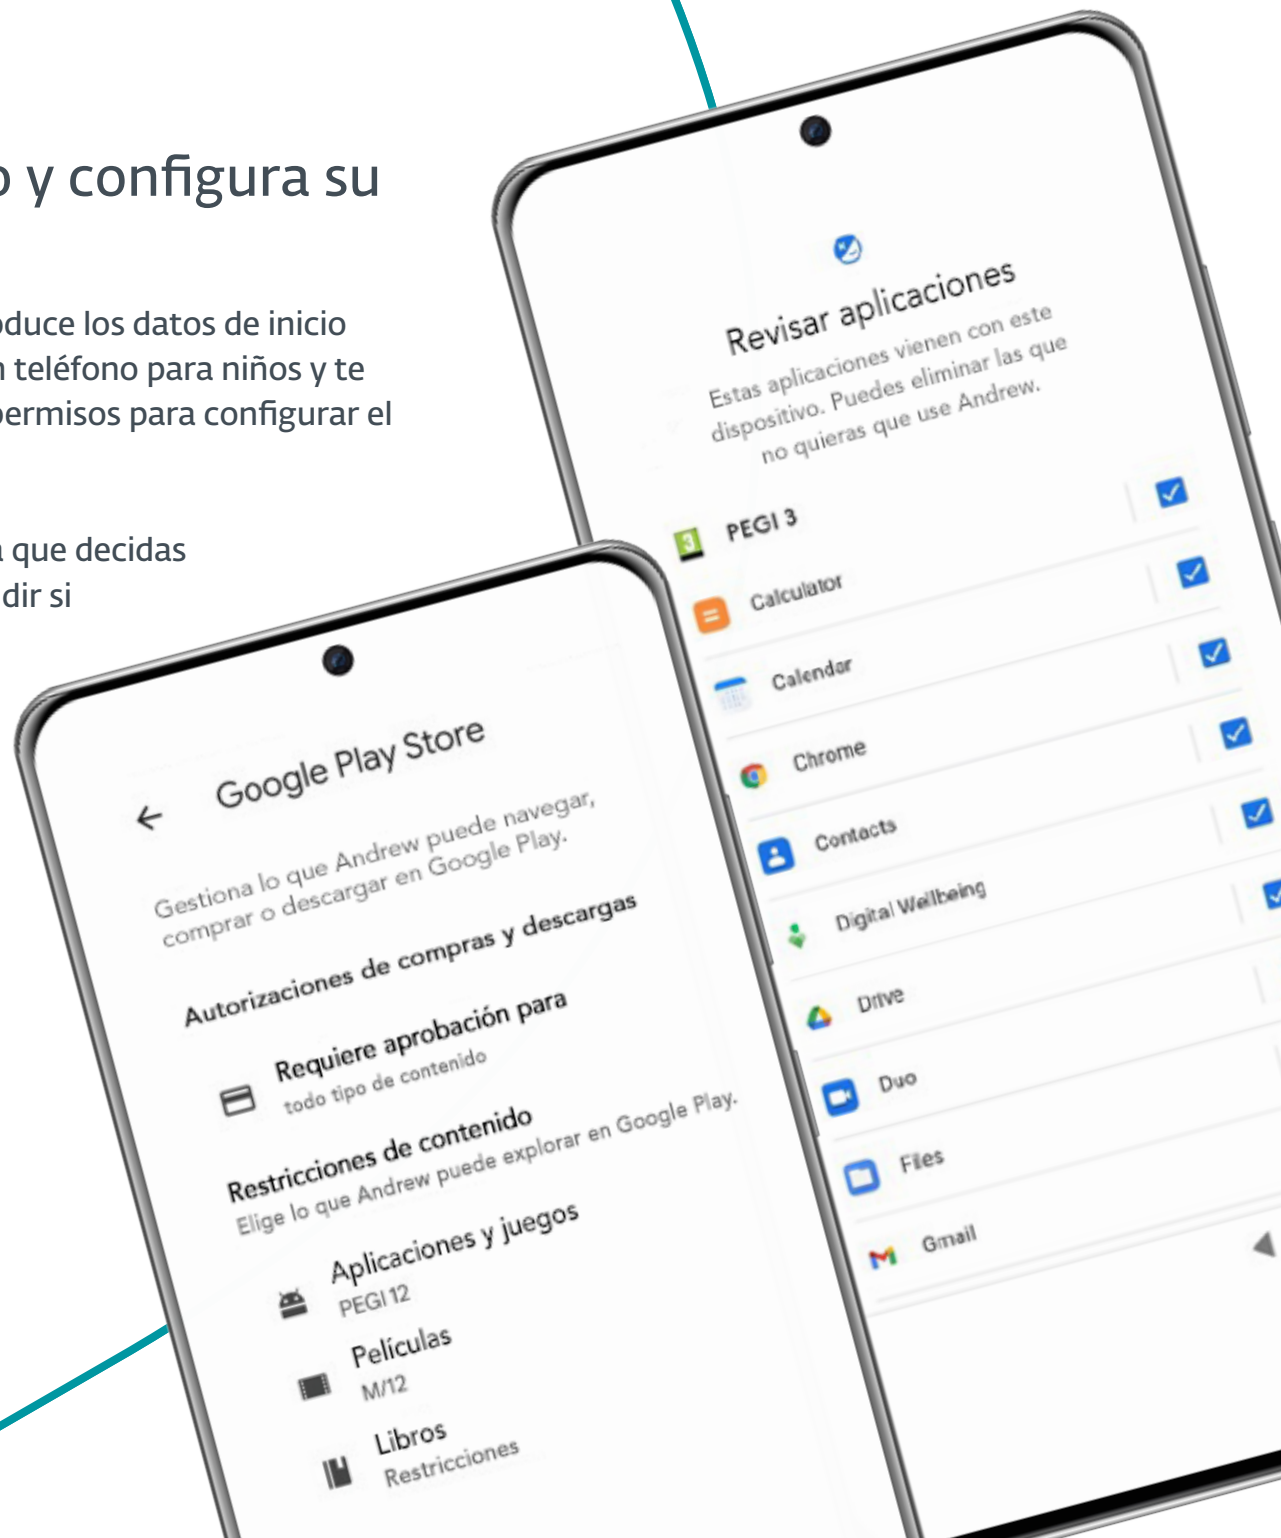 o y configura su
oduce los datos de inicio
n teléfono para niños y te
permisos para configurar el
a que decidas
dir si
Revisar aplicaciones
Estas aplicaciones vienen con este
dispositivo. Puedes eliminar las que
no quieras que use Andrew.
3 PEGI 3
Calculator
Calendar
Chrome
Contacts
Digital Wellbeing
Drive
Duo
Files
Gmail
Google Play Store
Gestiona lo que Andrew puede navegar,
comprar o descargar en Google Play.
Autorizaciones de compras y descargas
Requiere aprobación para
todo tipo de contenido
Restricciones de contenido
Elige lo que Andrew puede explorar en Google Play.
Aplicaciones y juegos
PEGI 12
Películas
M/12
Libros
Restricciones